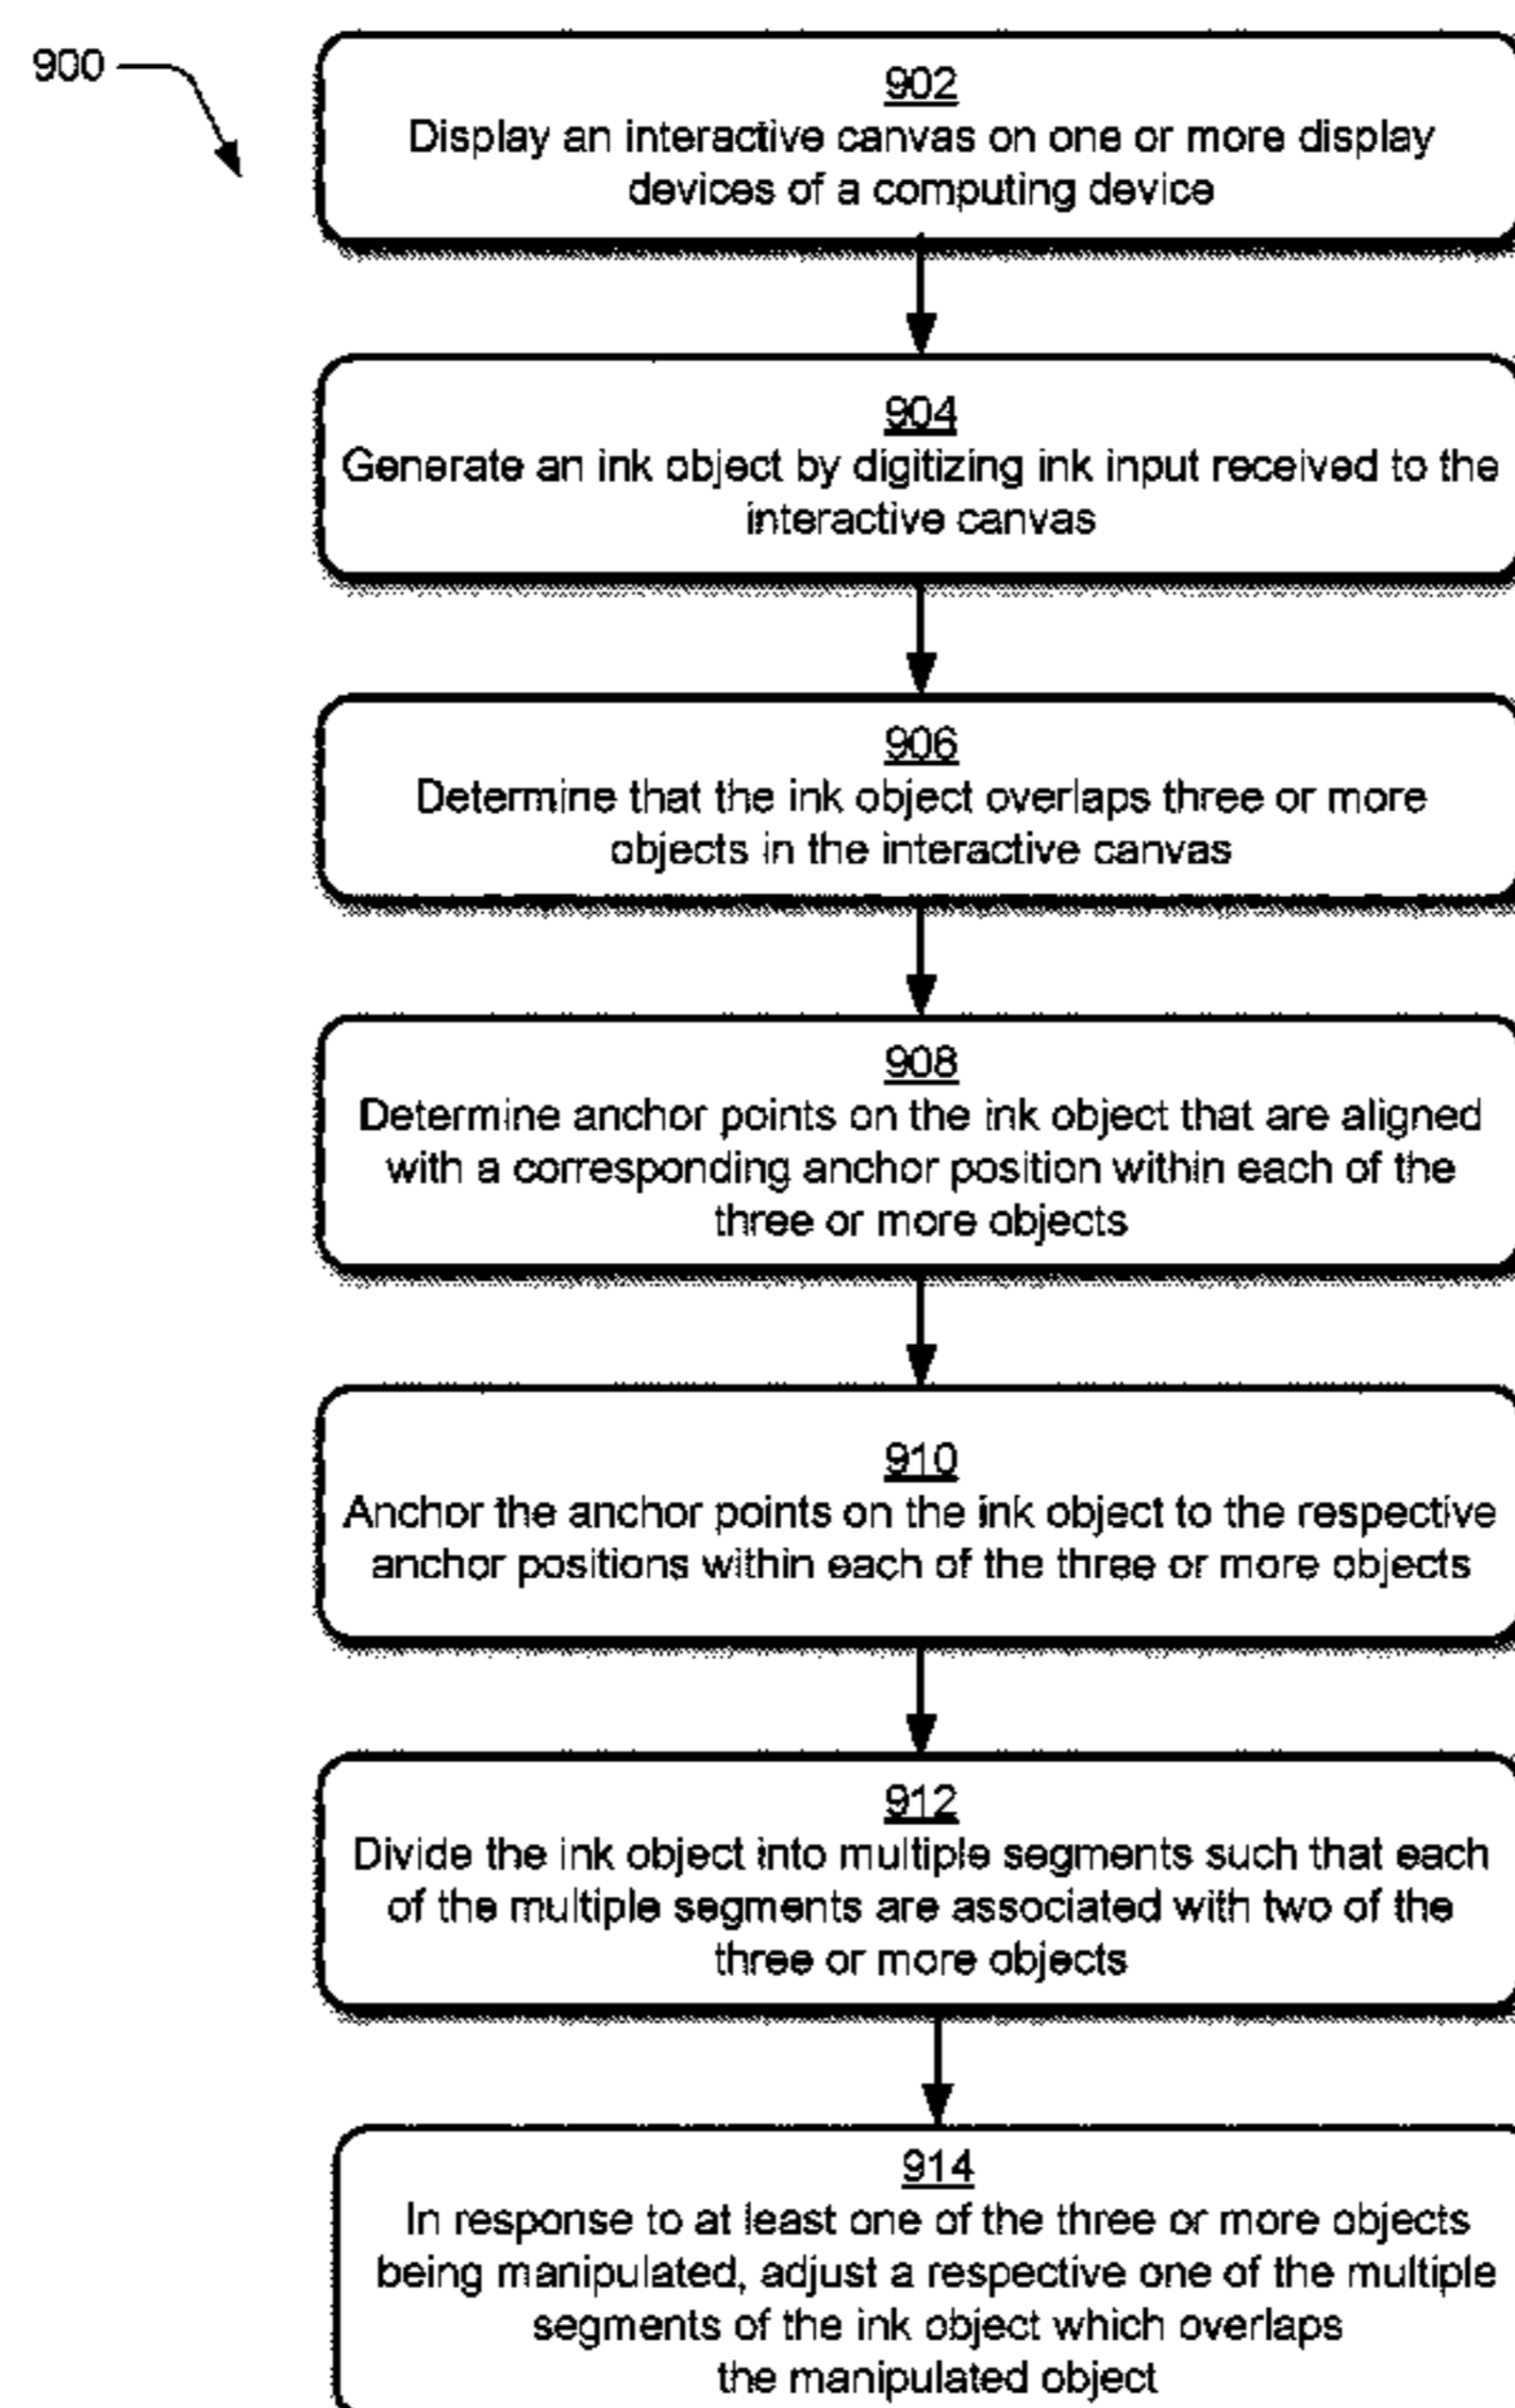 900
902
Display an interactive canvas on one or more display
devices of a computing device
904
Generate an ink object by digitizing ink input received to the
interactive canvas
906
Determine that the ink object overlaps three or more
objects in the interactive canvas
908
Determine anchor points on the ink object that are aligned
with a corresponding anchor position within each of the
three or more objects
910
Anchor the anchor points on the ink object to the respective
anchor positions within each of the three or more objects
912
Divide the ink object into multiple segments such that each
of the multiple segments are associated with two of the
three or more objects
914
In response to at least one of the three or more objects
being manipulated, adjust a respective one of the multiple
segments of the ink object which overlaps
the manipulated object